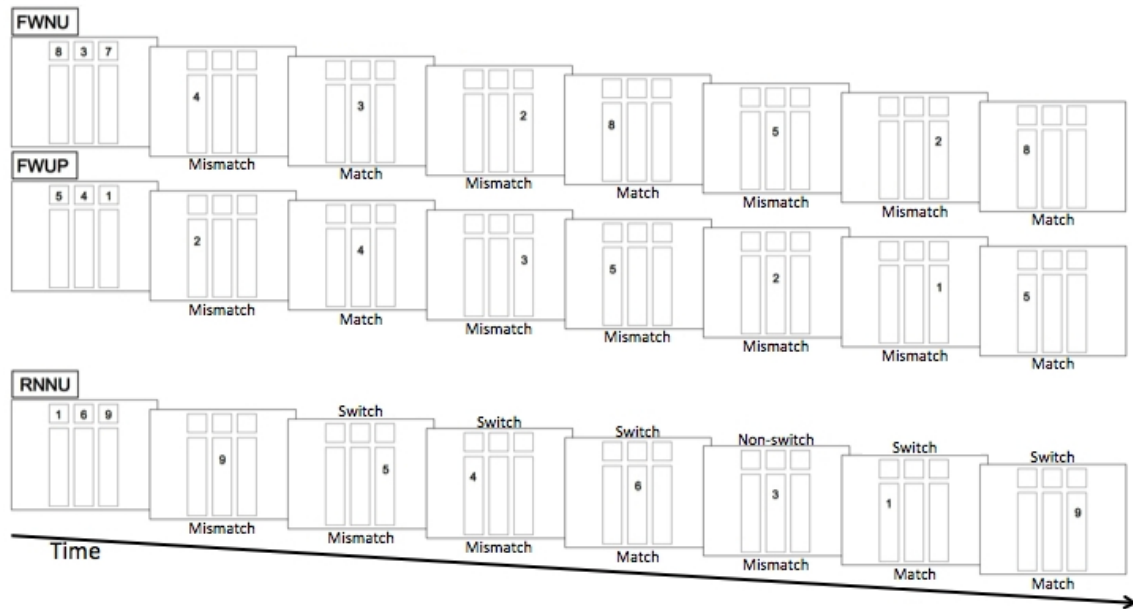 FWNU
8 3 7
4
3
2
8
5
2
8
Mismatch
Match
Mismatch
Match
Mismatch
Mismatch
Match
FWUP
5 4 1
2
4
3
5
2
1
5
Mismatch
Match
Mismatch
Mismatch
Mismatch
Mismatch
Match
RNNU
Switch
Switch
Switch
Non-switch
Switch
Switch
1 6 9
9
5
4
6
3
1
9
Mismatch
Mismatch
Mismatch
Match
Mismatch
Match
Match
Time